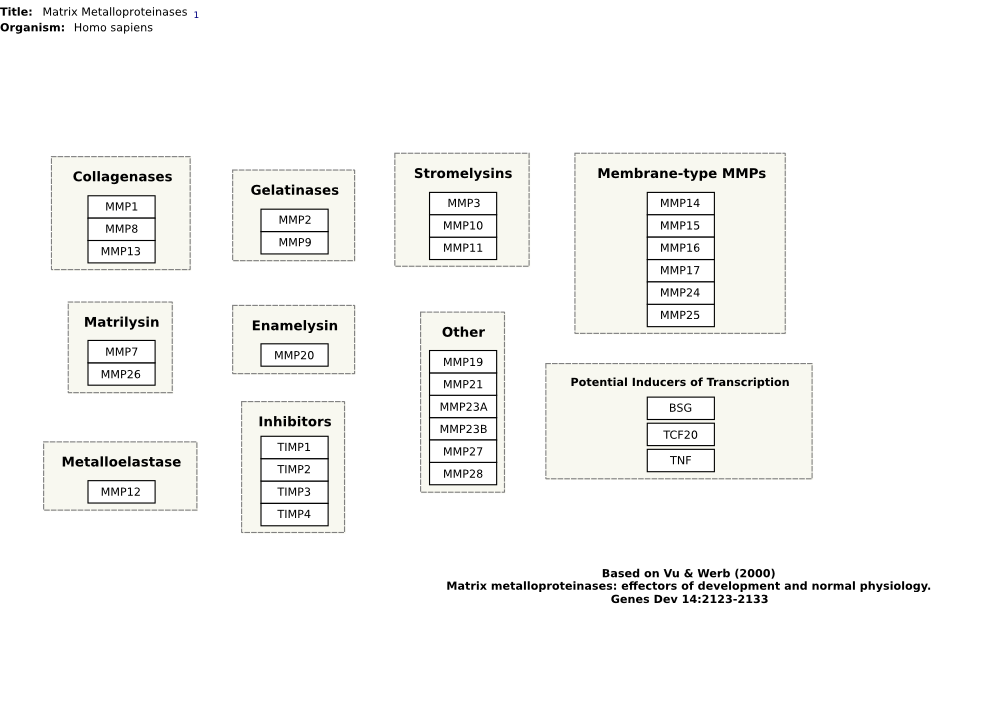 Title: Matrix Metalloproteinases 1
Organism: Homo sapiens
Collagenases
MMP1
MMP8
MMP13
Gelatinases
MMP2
MMP9
Stromelysins
MMP3
MMP10
MMP11
Membrane-type MMPs
MMP14
MMP15
MMP16
MMP17
MMP24
MMP25
Matrilysin
MMP7
MMP26
Enamelysin
MMP20
Other
MMP19
MMP21
MMP23A
MMP23B
MMP27
MMP28
Potential Inducers of Transcription
BSG
TCF20
TNF
Metalloelastase
MMP12
Inhibitors
TIMP1
TIMP2
TIMP3
TIMP4
Based on Vu & Werb (2000)
Matrix metalloproteinases: effectors of development and normal physiology.
Genes Dev 14:2123-2133